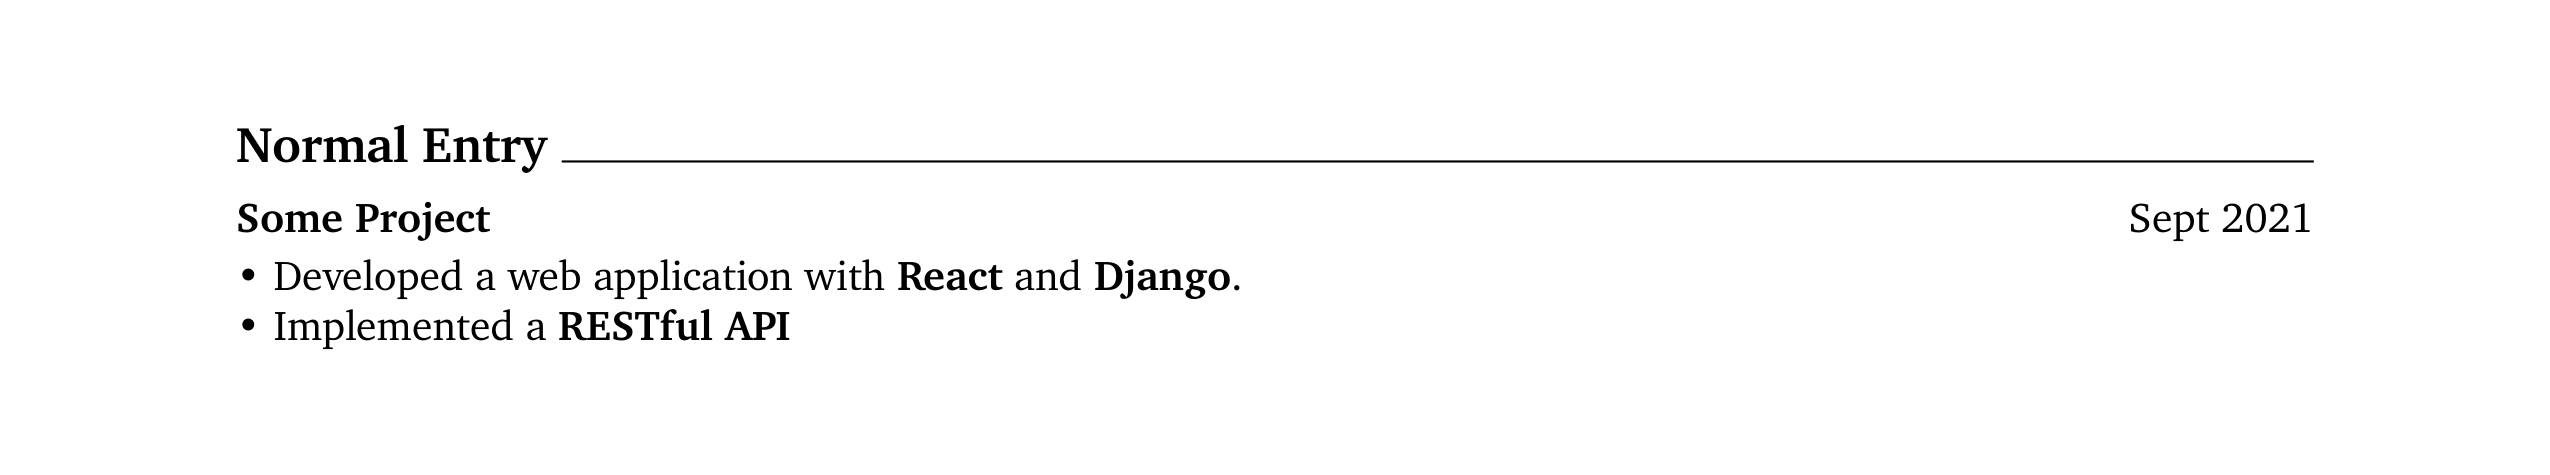 Normal Entry
Some Project Sept 2021
• Developed a web application with React and Django.
• Implemented a RESTful API